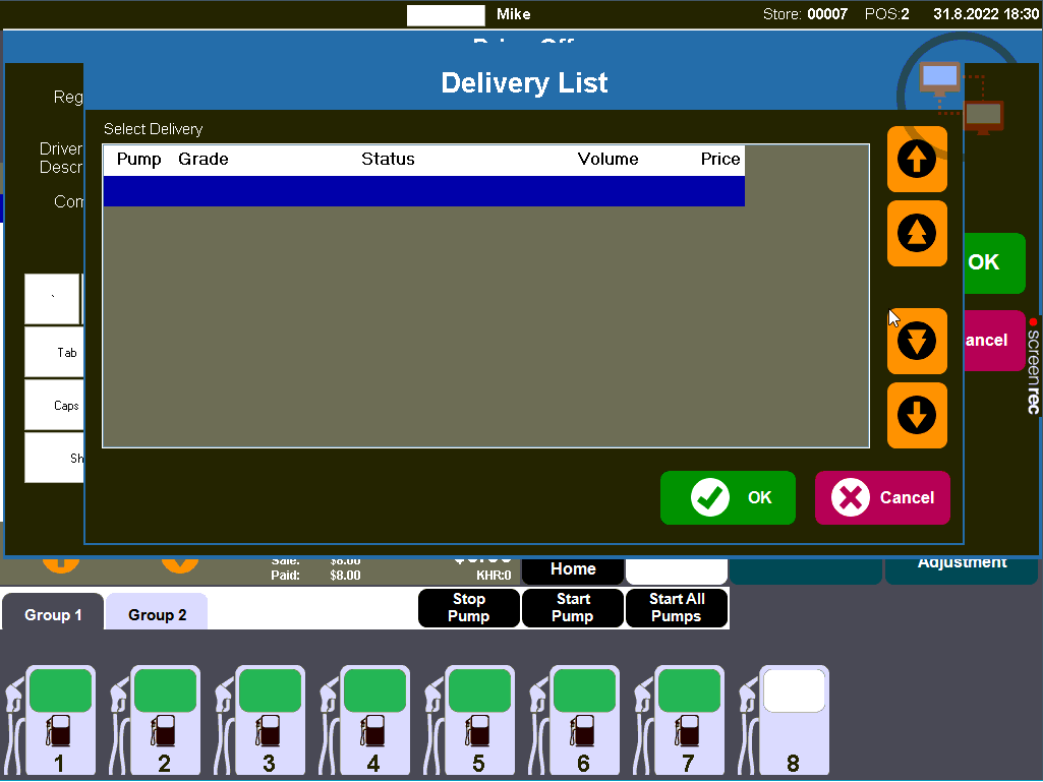 Mike
Store: 00007 POS:2 31.8.2022 18:30
Delivery List
Reg
Select Delivery
Driver
Descr
Pump Grade Status Volume Price
Com
OK
`
Tab
ancel
screenrec
Caps
Sh
OK Cancel
Sale: $8.00
Paid: $8.00
KHR:0
Home
Adjustment
Group 1 Group 2
Stop Pump
Start Pump
Start All Pumps
1 2 3 4 5 6 7 8